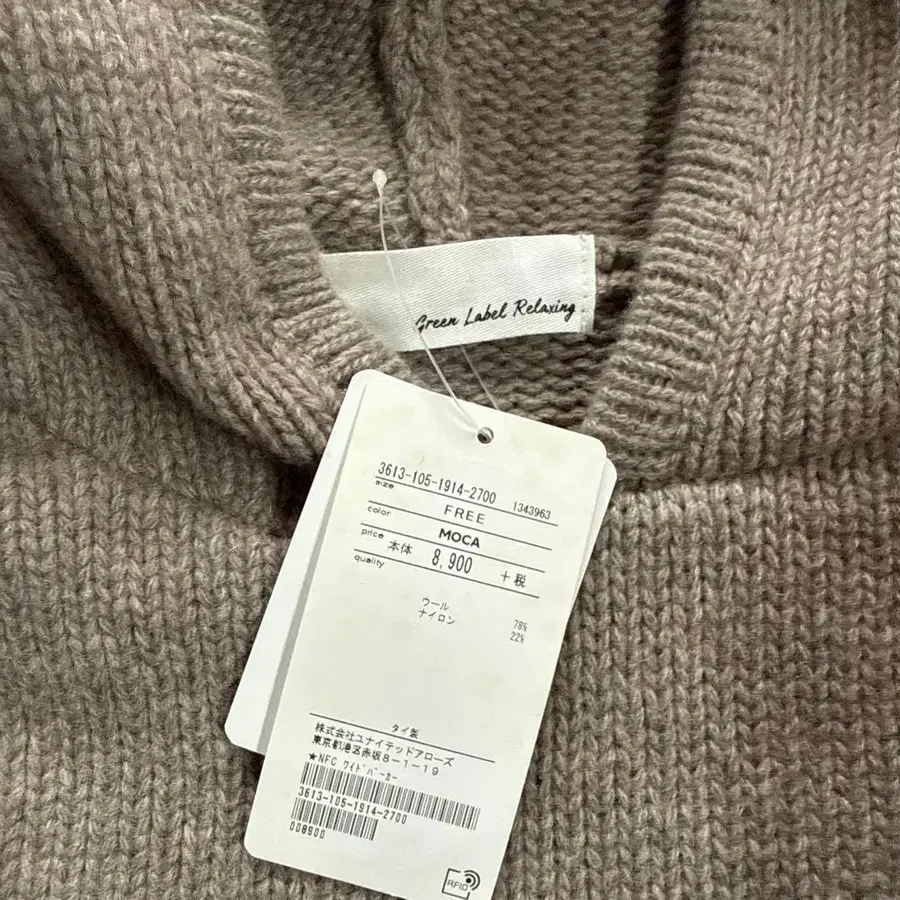 Green Label Relaxing
3613-105-1914-2700
size FREE 1343963
color MOCA
price 本体 8,900 +税
quality
ウール 78%
ナイロン 22%
タイ製
株式会社ユナイテッドアローズ
東京都港区赤坂8-1-19
★NFC ワイドパーカー
3613-105-1914-2700
008900
RFID